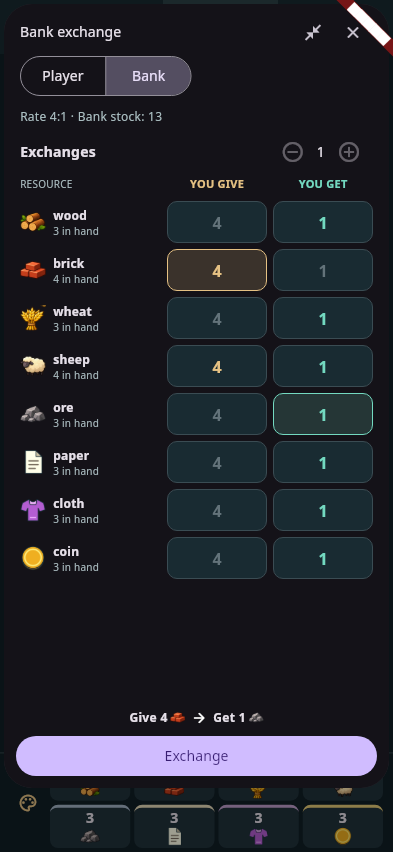 Bank exchange
Player Bank
Rate 4:1 · Bank stock: 13
Exchanges 1
RESOURCE YOU GIVE YOU GET
wood 4 1
3 in hand
brick 4 1
4 in hand
wheat 4 1
3 in hand
sheep 4 1
4 in hand
ore 4 1
3 in hand
paper 4 1
3 in hand
cloth 4 1
3 in hand
coin 4 1
3 in hand
Give 4 → Get 1
Exchange
3 3 3 3